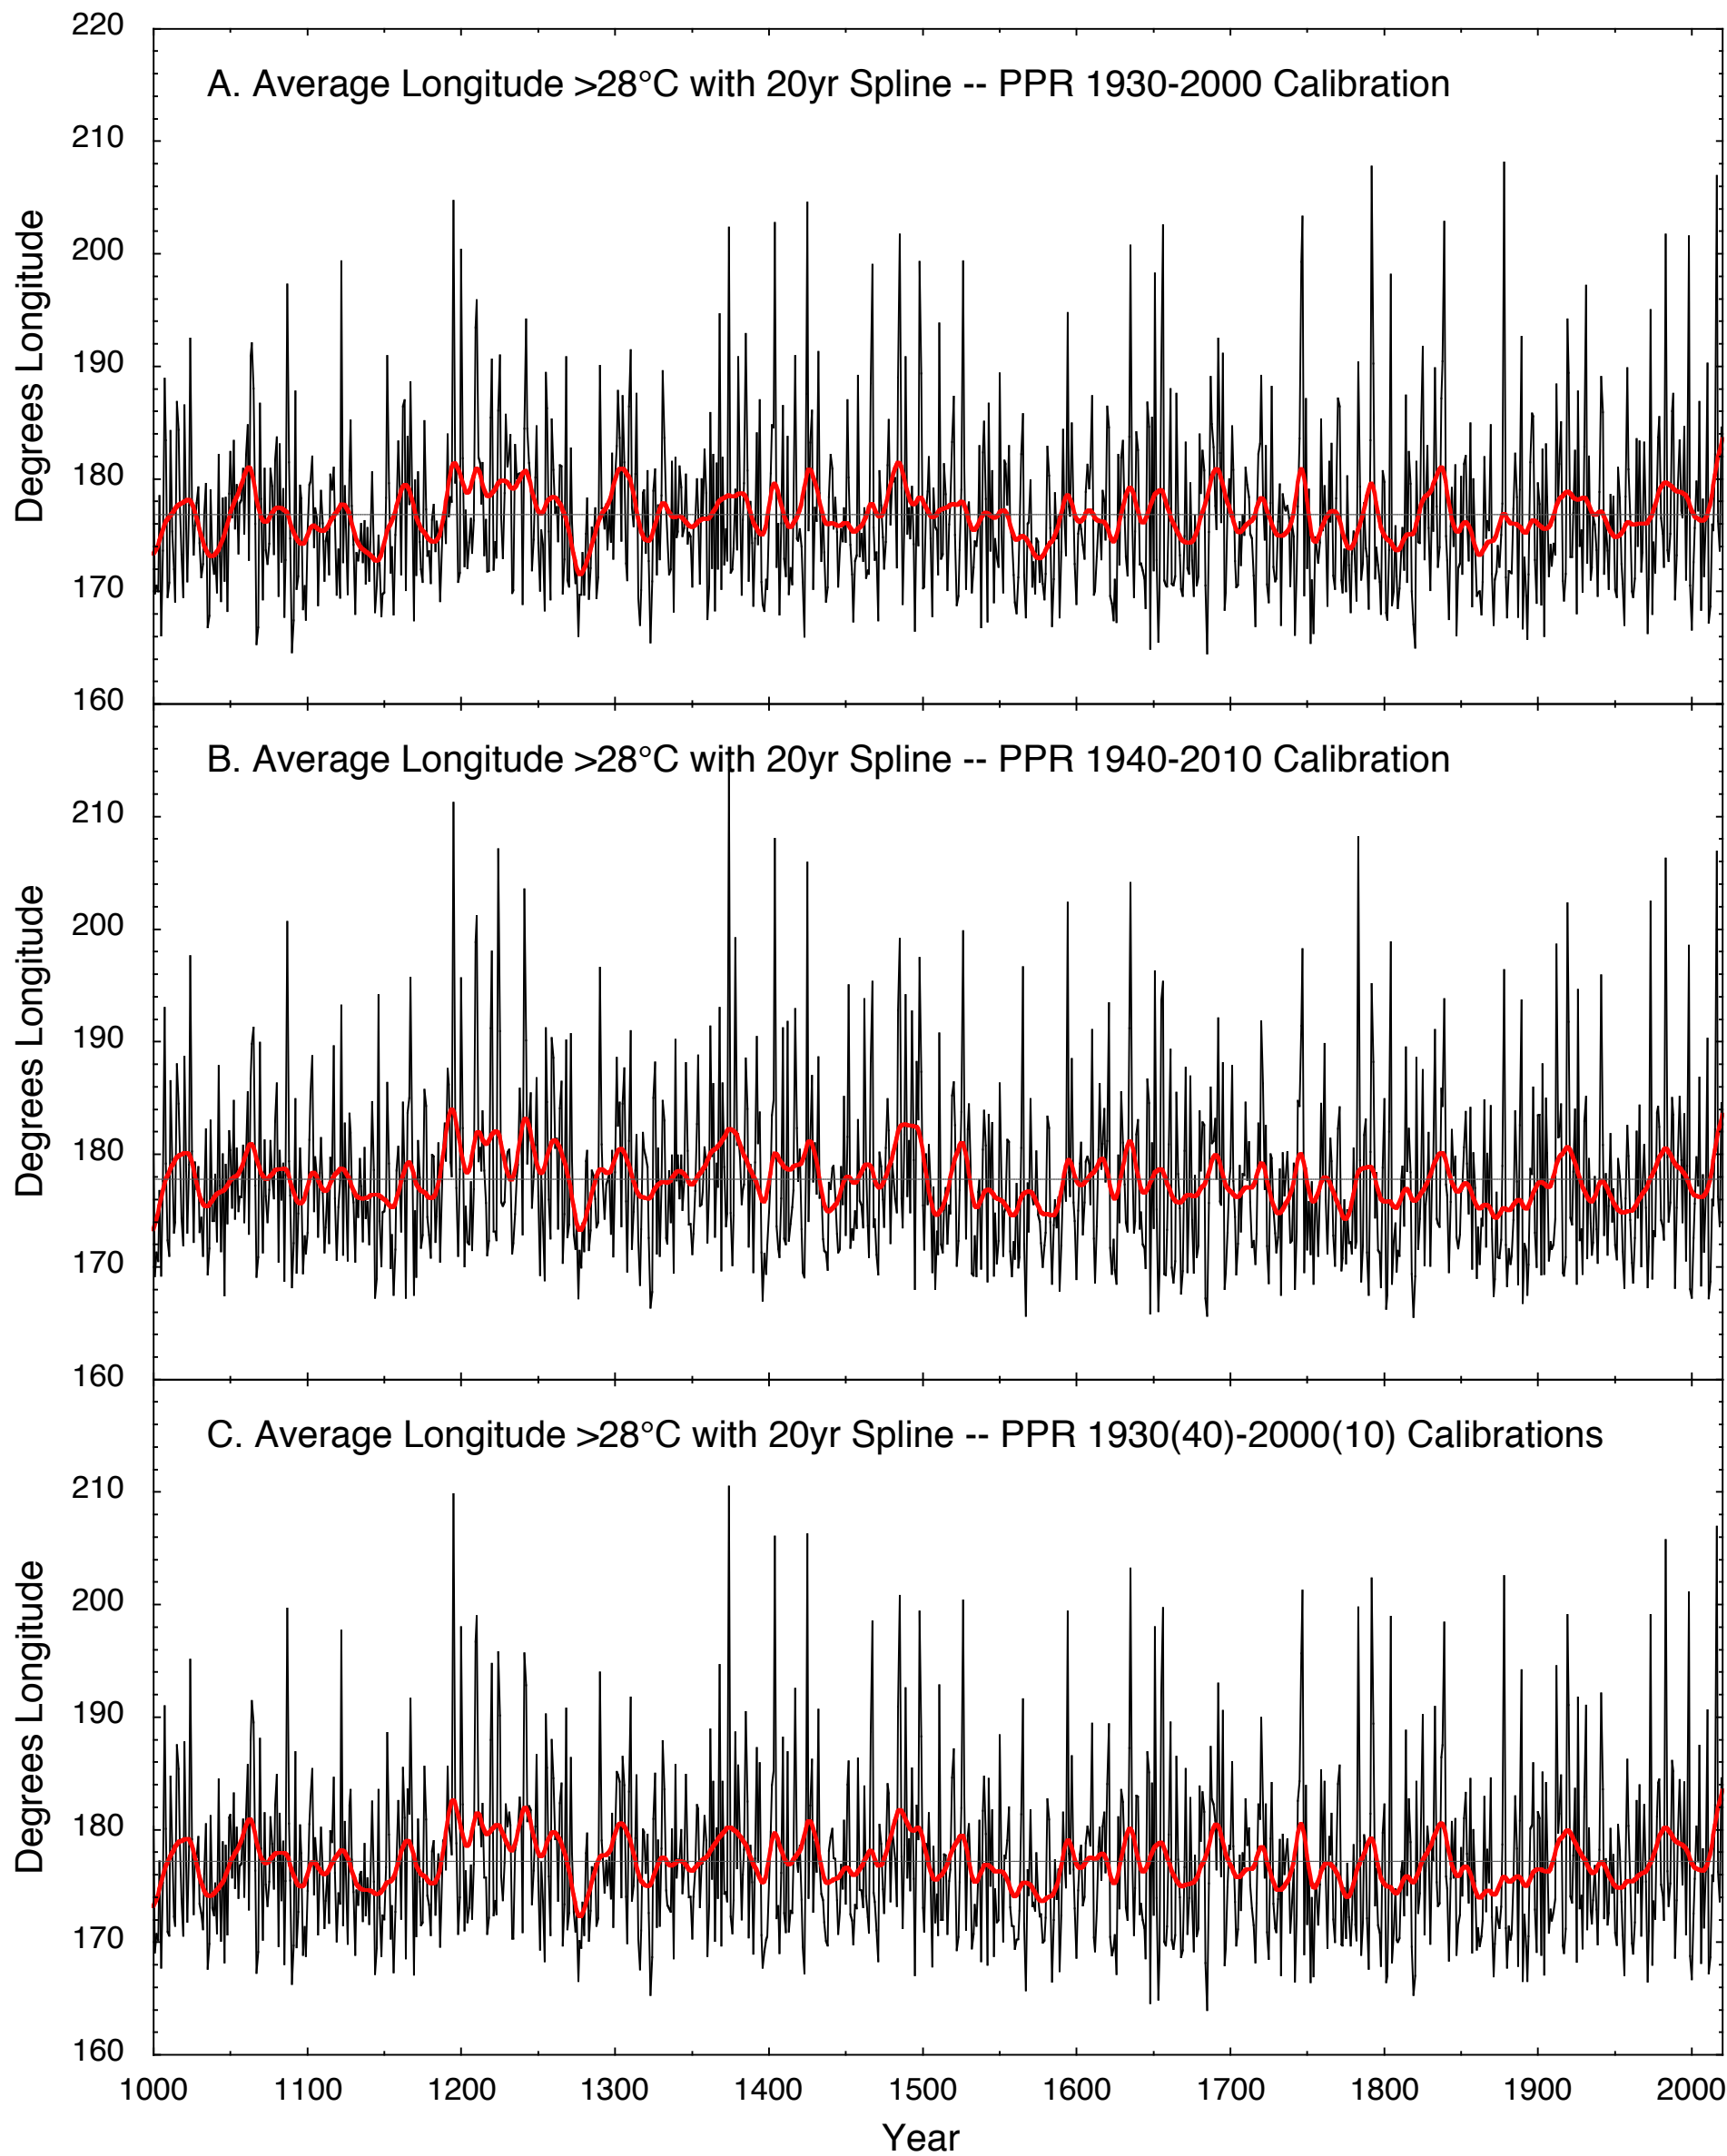 220
A. Average Longitude >28°C with 20yr Spline -- PPR 1930-2000 Calibration
210
200
190
180
170
160
Degrees Longitude
B. Average Longitude >28°C with 20yr Spline -- PPR 1940-2010 Calibration
210
200
190
180
170
160
Degrees Longitude
C. Average Longitude >28°C with 20yr Spline -- PPR 1930(40)-2000(10) Calibrations
210
200
190
180
170
160
Degrees Longitude
1000 1100 1200 1300 1400 1500 1600 1700 1800 1900 2000
Year